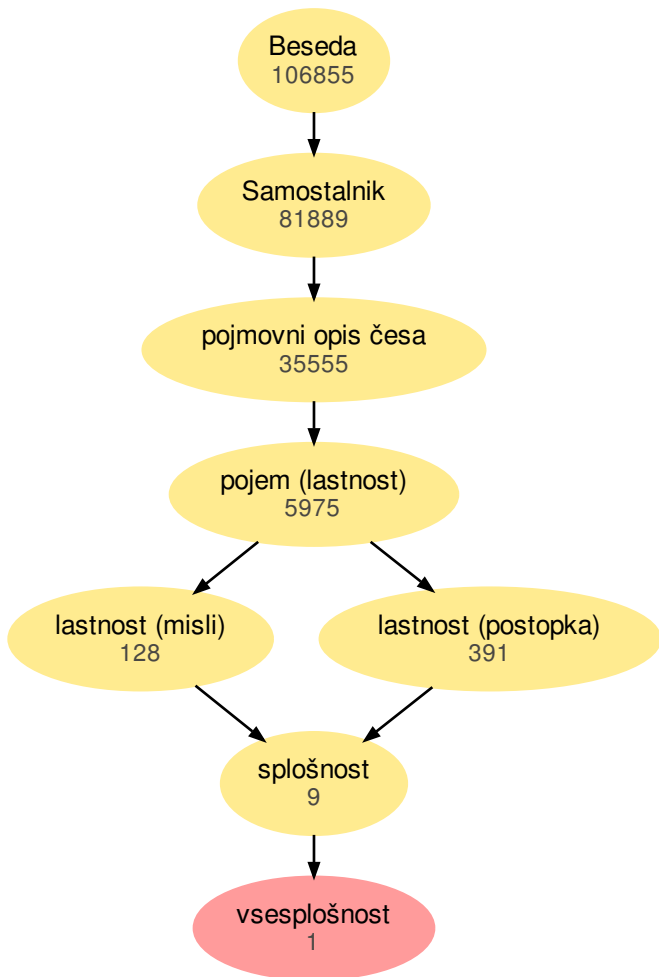 Beseda
106855
Samostalnik
81889
pojmovni opis česa
35555
pojem (lastnost)
5975
lastnost (misli)
128
lastnost (postopka)
391
splošnost
9
vsesplošnost
1